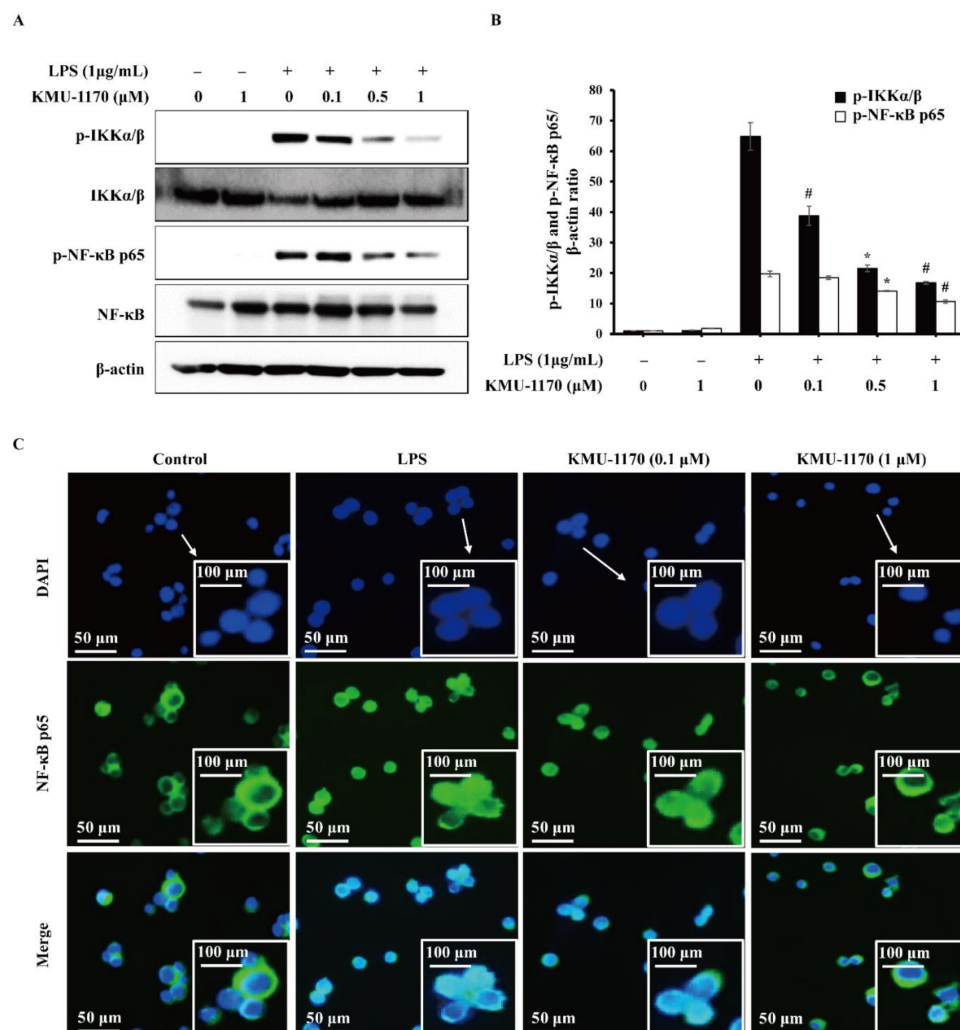 A
LPS (1μg/mL) – – + + + +
KMU-1170 (μM) 0 1 0 0.1 0.5 1
p-IKKα/β
IKKα/β
p-NF-κB p65
NF-κB
β-actin
B
p-IKKα/β and p-NF-κB p65/
β-actin ratio
80
70
60
50
40
30
20
10
0
p-IKKα/β
p-NF-κB p65
#
*
*
#
#
LPS (1μg/mL) – – + + + +
KMU-1170 (μM) 0 1 0 0.1 0.5 1
C
Control LPS KMU-1170 (0.1 μM) KMU-1170 (1 μM)
DAPI
100 μm 100 μm 100 μm 100 μm
50 μm 50 μm 50 μm 50 μm
NF-κB p65
100 μm 100 μm 100 μm 100 μm
50 μm 50 μm 50 μm 50 μm
Merge
100 μm 100 μm 100 μm 100 μm
50 μm 50 μm 50 μm 50 μm